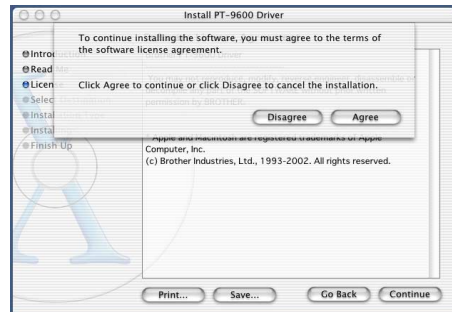 Install PT-9600 Driver
To continue installing the software, you must agree to the terms of
the software license agreement.
Click Agree to continue or click Disagree to cancel the installation.
Disagree Agree
Introduction
Read Me
License
Select
Instal
Instal
Finish Up
Apple and Macintosh are registered trademarks of Apple
Computer, Inc.
(c) Brother Industries, Ltd., 1993-2002. All rights reserved.
Print... Save... Go Back Continue